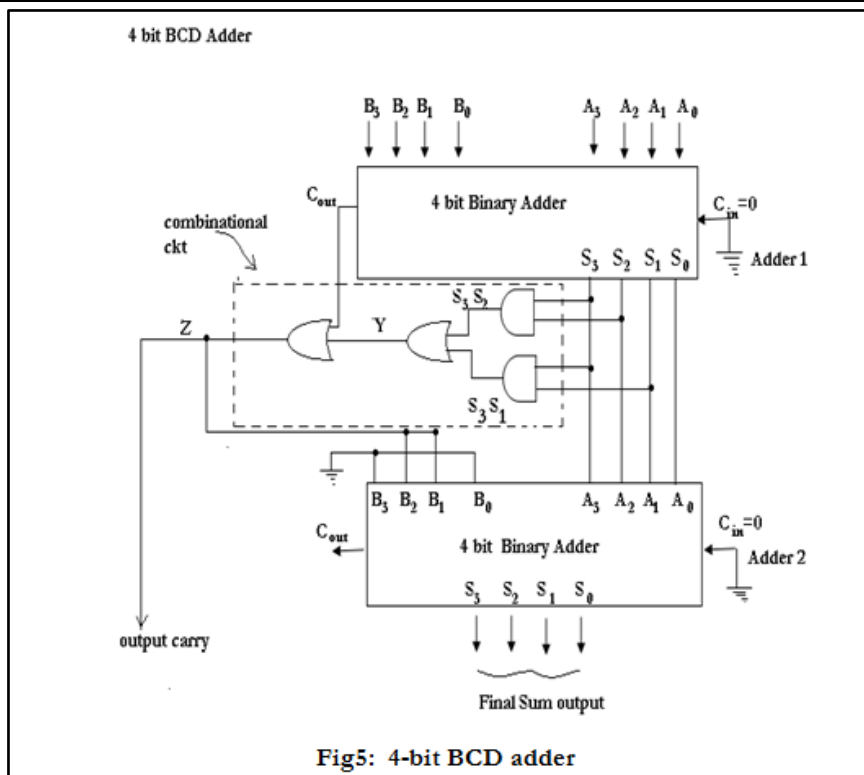 4 bit BCD Adder
B3 B2 B1 B0 A3 A2 A1 A0
Cout
4 bit Binary Adder
Cin=0
combinational
ckt
S3 S2 S1 S0
Adder 1
S3 S2
Z
Y
S3 S1
B3 B2 B1 B0 A3 A2 A1 A0
Cin=0
Cout
4 bit Binary Adder
Adder 2
S3 S2 S1 S0
output carry
Final Sum output
Fig5: 4-bit BCD adder